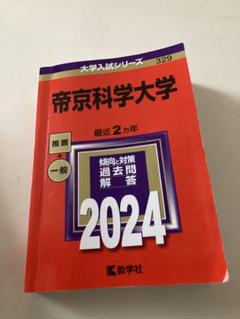 大学入試シリーズ 329
帝京科学大学
最近2カ年
推薦
+
一般
傾向と対策
過去問
解答
2024
教学社